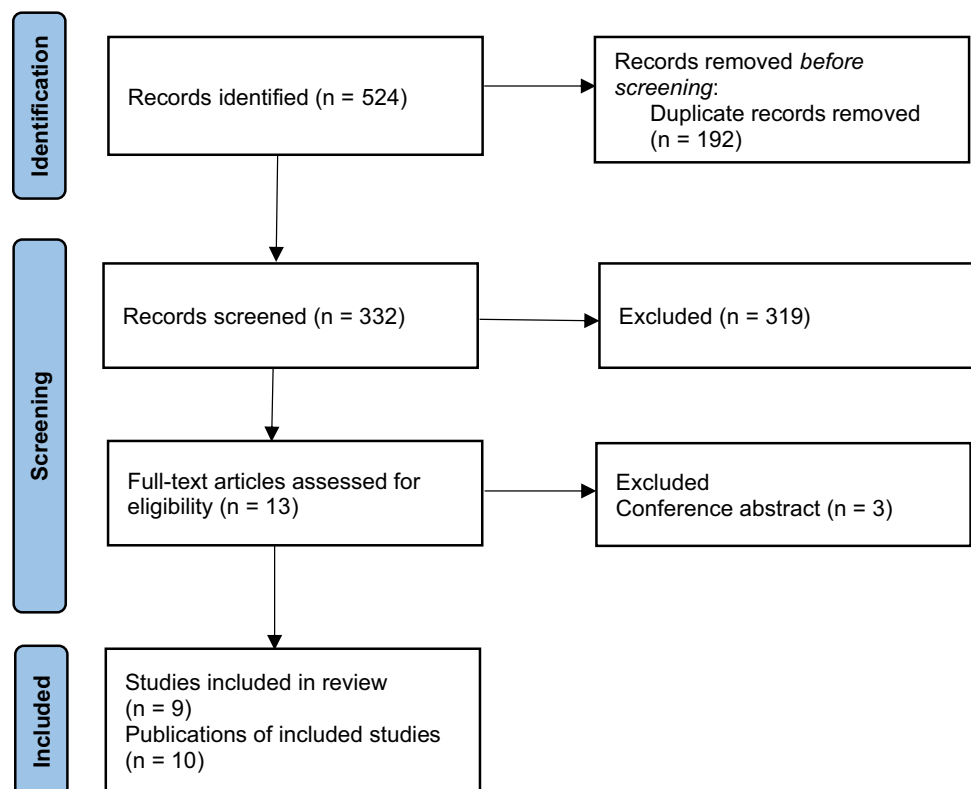 Identification
Records identified (n = 524)
Records removed before
screening:
Duplicate records removed
(n = 192)
Screening
Records screened (n = 332)
Excluded (n = 319)
Full-text articles assessed for
eligibility (n = 13)
Excluded
Conference abstract (n = 3)
Included
Studies included in review
(n = 9)
Publications of included studies
(n = 10)